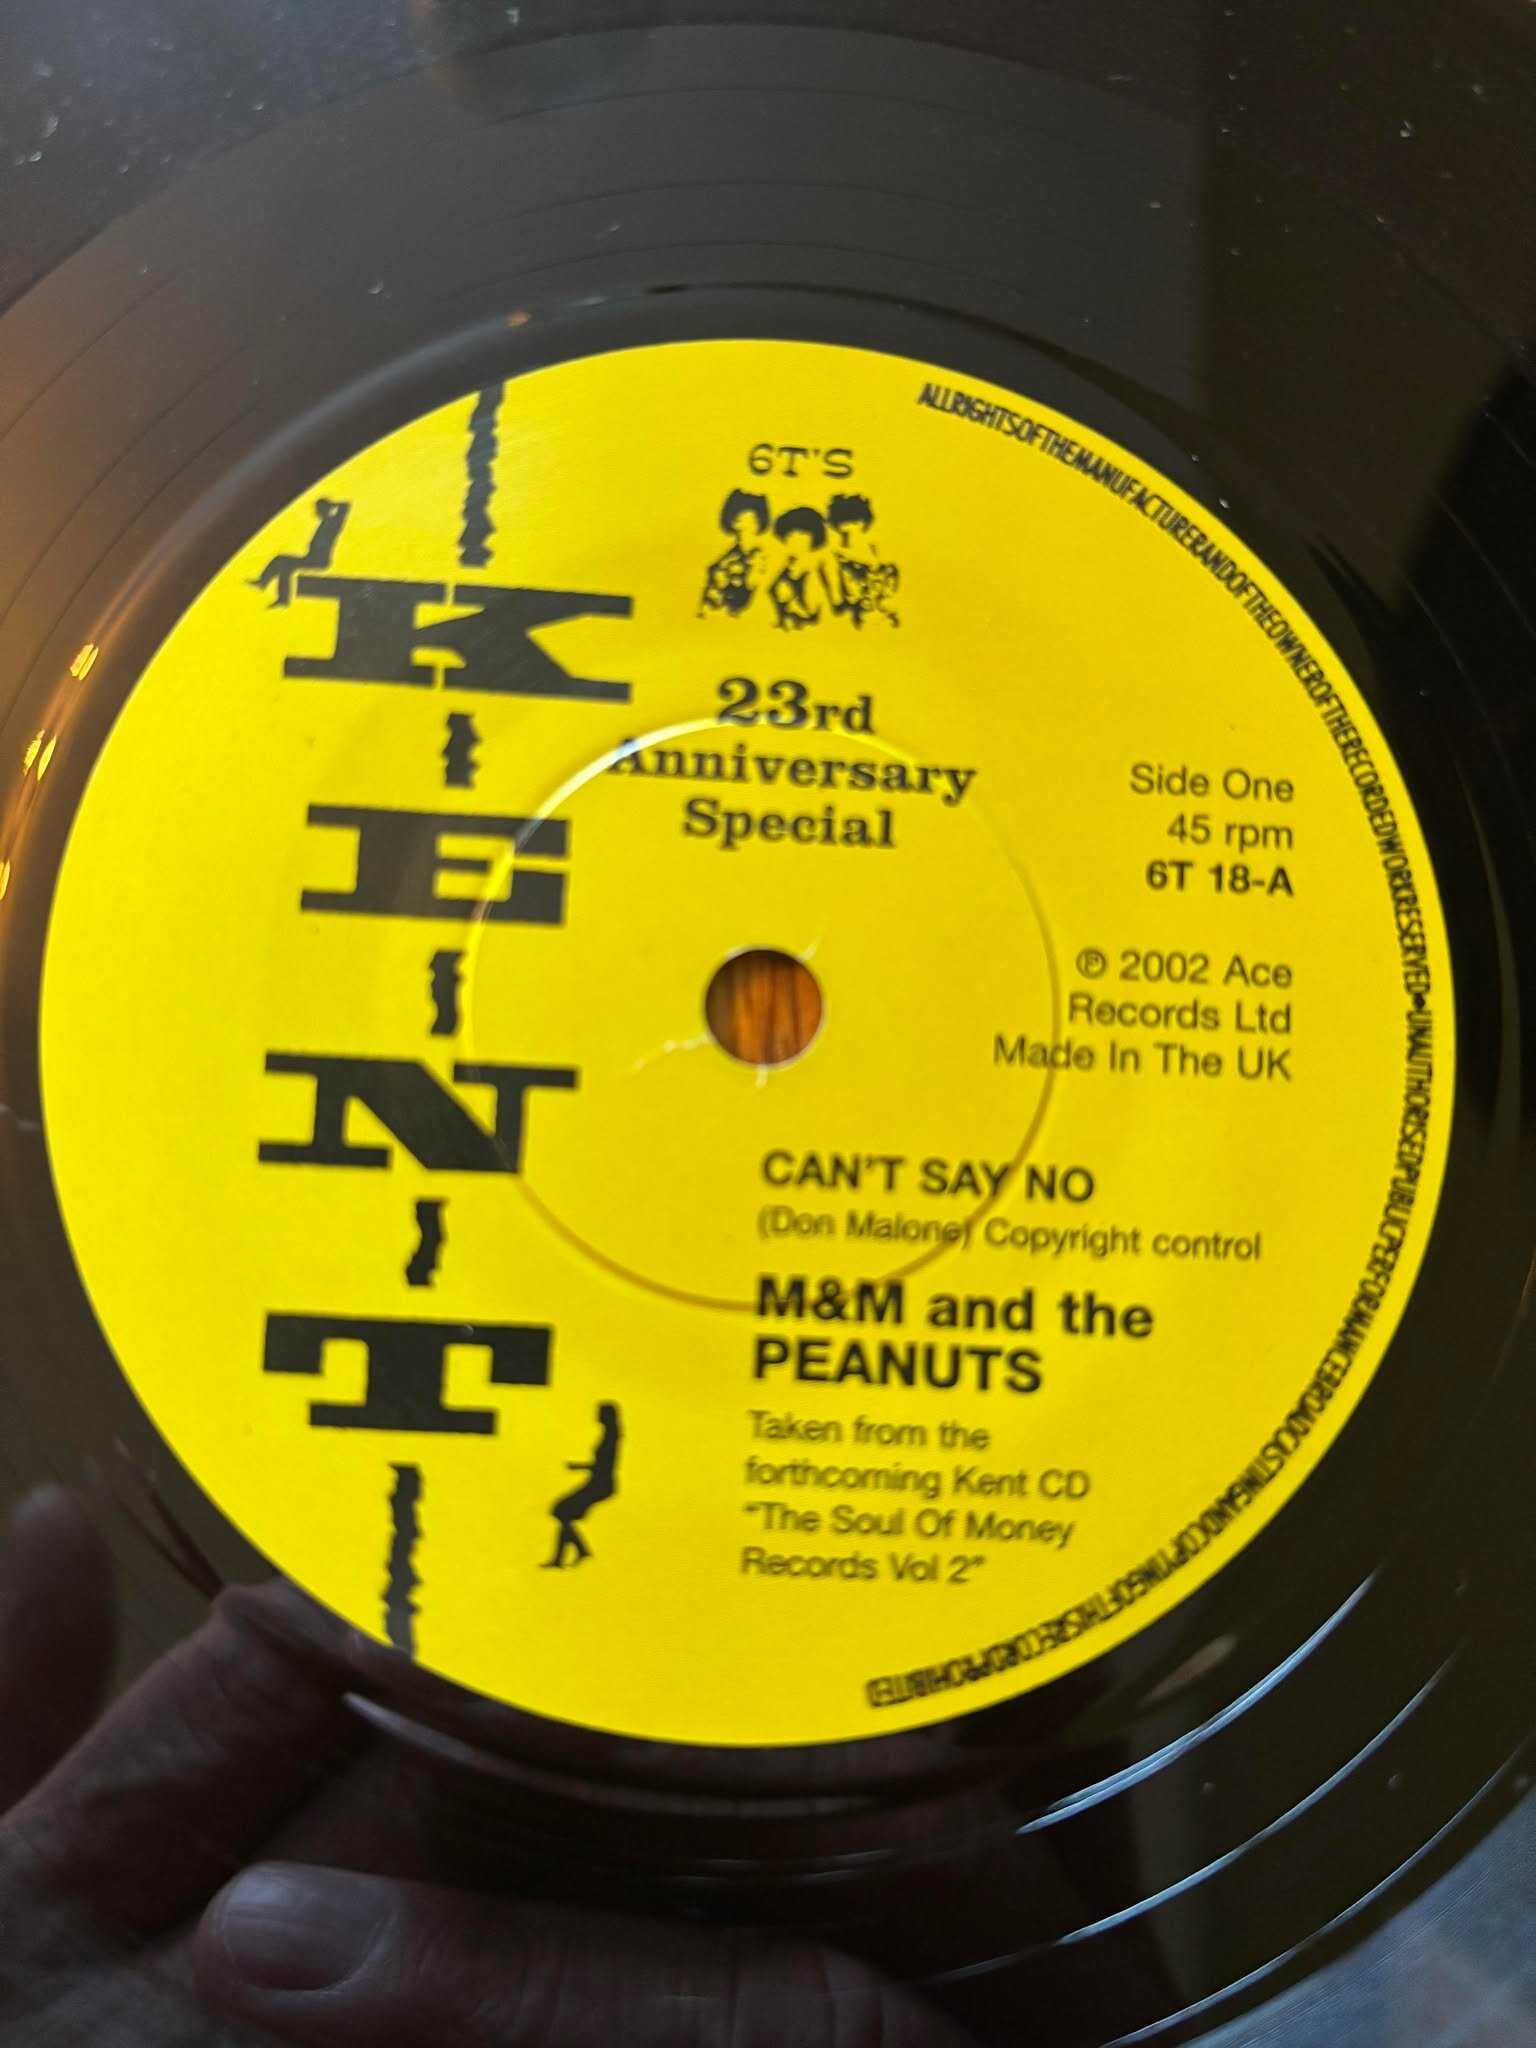 6T'S
K-E-N-T
23rd
Anniversary
Special
Side One
45 rpm
6T 18-A
℗ 2002 Ace
Records Ltd
Made In The UK
CAN'T SAY NO
(Don Malone) Copyright control
M&M and the
PEANUTS
Taken from the
forthcoming Kent CD
"The Soul Of Money
Records Vol 2"
ALLRIGHTSOFTHEMANUFACTURERANDOFTHEOWNEROFTHERECORDEDWORKRESERVED•UNAUTHORISEDPUBLICPERFORMANCEBROADCASTINGANDCOPYINGOFTHISRECORDPROHIBITED